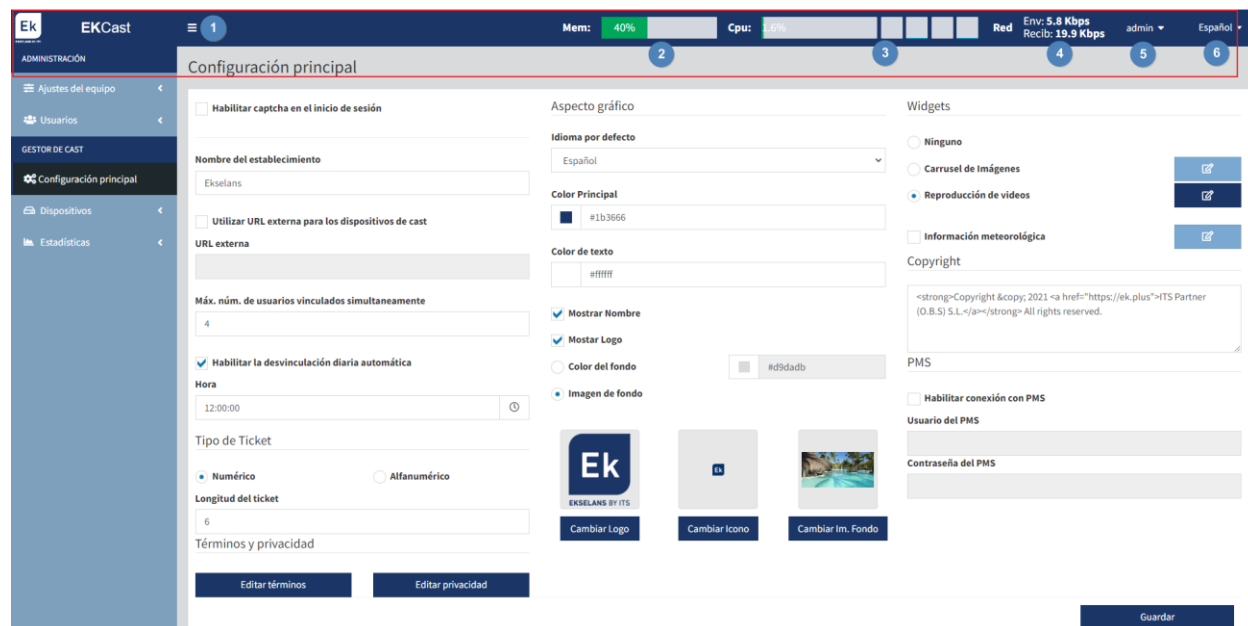 Ek
EKCast
1
Mem: 40%
2
Cpu: 1.6%
3
Red
Env: 5.8 Kbps
Recib: 19.9 Kbps
4
admin
5
Español
6
ADMINISTRACIÓN
Ajustes del equipo
Usuarios
GESTOR DE CAST
Configuración principal
Dispositivos
Estadísticas
Configuración principal
Habilitar captcha en el inicio de sesión
Nombre del establecimiento
Ekselans
Utilizar URL externa para los dispositivos de cast
URL externa
Máx. núm. de usuarios vinculados simultaneamente
4
Habilitar la desvinculación diaria automática
Hora
12:00:00
Tipo de Ticket
Numérico
Alfanumérico
Longitud del ticket
6
Términos y privacidad
Editar términos
Editar privacidad
Aspecto gráfico
Idioma por defecto
Español
Color Principal
#1b3666
Color de texto
#ffffff
Mostrar Nombre
Mostar Logo
Color del fondo
#d9dadb
Imagen de fondo
Ek
EKSELANS BY ITS
Ek
Cambiar Logo
Cambiar Icono
Cambiar Im. Fondo
Widgets
Ninguno
Carrusel de Imágenes
Reproducción de videos
Información meteorológica
Copyright
<strong>Copyright &copy; 2021 <a href="https://ek.plus">ITS Partner
(O.B.S) S.L.</a></strong> All rights reserved.
PMS
Habilitar conexión con PMS
Usuario del PMS
Contraseña del PMS
Guardar